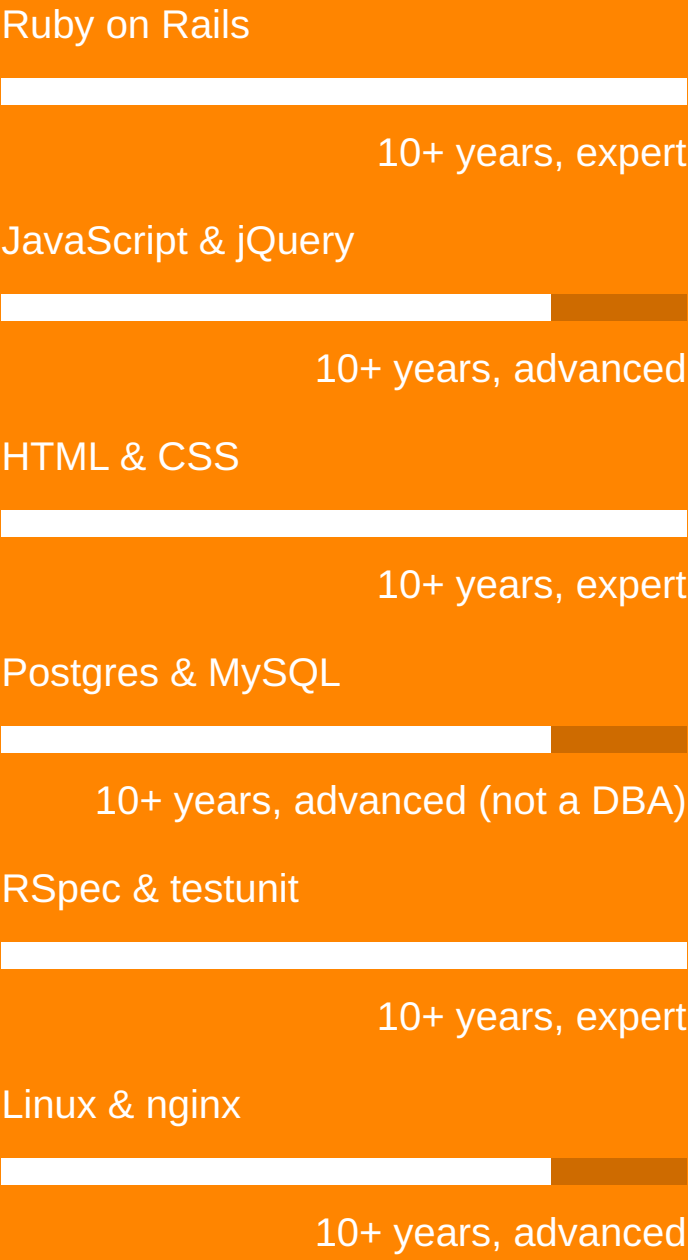 Ruby on Rails
10+ years, expert
JavaScript & jQuery
10+ years, advanced
HTML & CSS
10+ years, expert
Postgres & MySQL
10+ years, advanced (not a DBA)
RSpec & testunit
10+ years, expert
Linux & nginx
10+ years, advanced